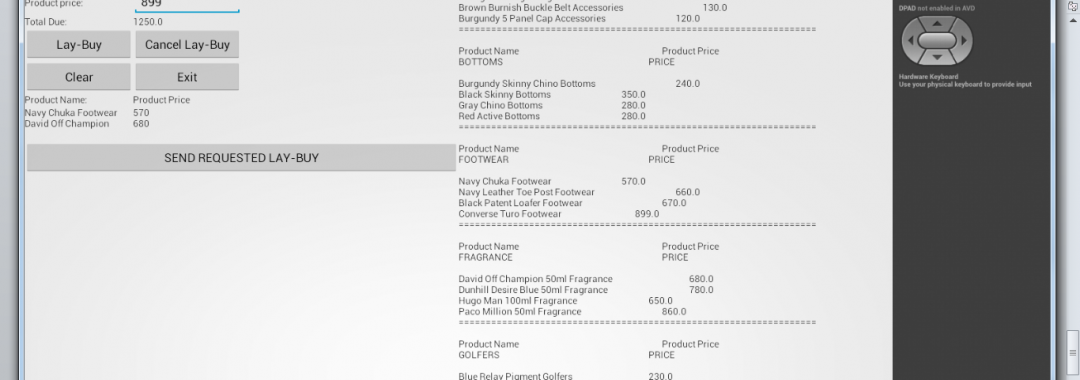 Product price:
899
Total Due: 1250.0
Lay-Buy Cancel Lay-Buy
Clear Exit
Product Name: Product Price
Navy Chuka Footwear 570
David Off Champion 680
SEND REQUESTED LAY-BUY
Brown Burnish Buckle Belt Accessories 130.0
Burgundy 5 Panel Cap Accessories 120.0
================================================================
Product Name Product Price
BOTTOMS PRICE
Burgundy Skinny Chino Bottoms 240.0
Black Skinny Bottoms 350.0
Gray Chino Bottoms 280.0
Red Active Bottoms 280.0
================================================================
Product Name Product Price
FOOTWEAR PRICE
Navy Chuka Footwear 570.0
Navy Leather Toe Post Footwear 660.0
Black Patent Loafer Footwear 670.0
Converse Turo Footwear 899.0
================================================================
Product Name Product Price
FRAGRANCE PRICE
David Off Champion 50ml Fragrance 680.0
Dunhill Desire Blue 50ml Fragrance 780.0
Hugo Man 100ml Fragrance 650.0
Paco Million 50ml Fragrance 860.0
================================================================
Product Name Product Price
GOLFERS PRICE
Blue Relay Pigment Golfers 230.0
DPAD not enabled in AVD
Hardware Keyboard
Use your physical keyboard to provide input